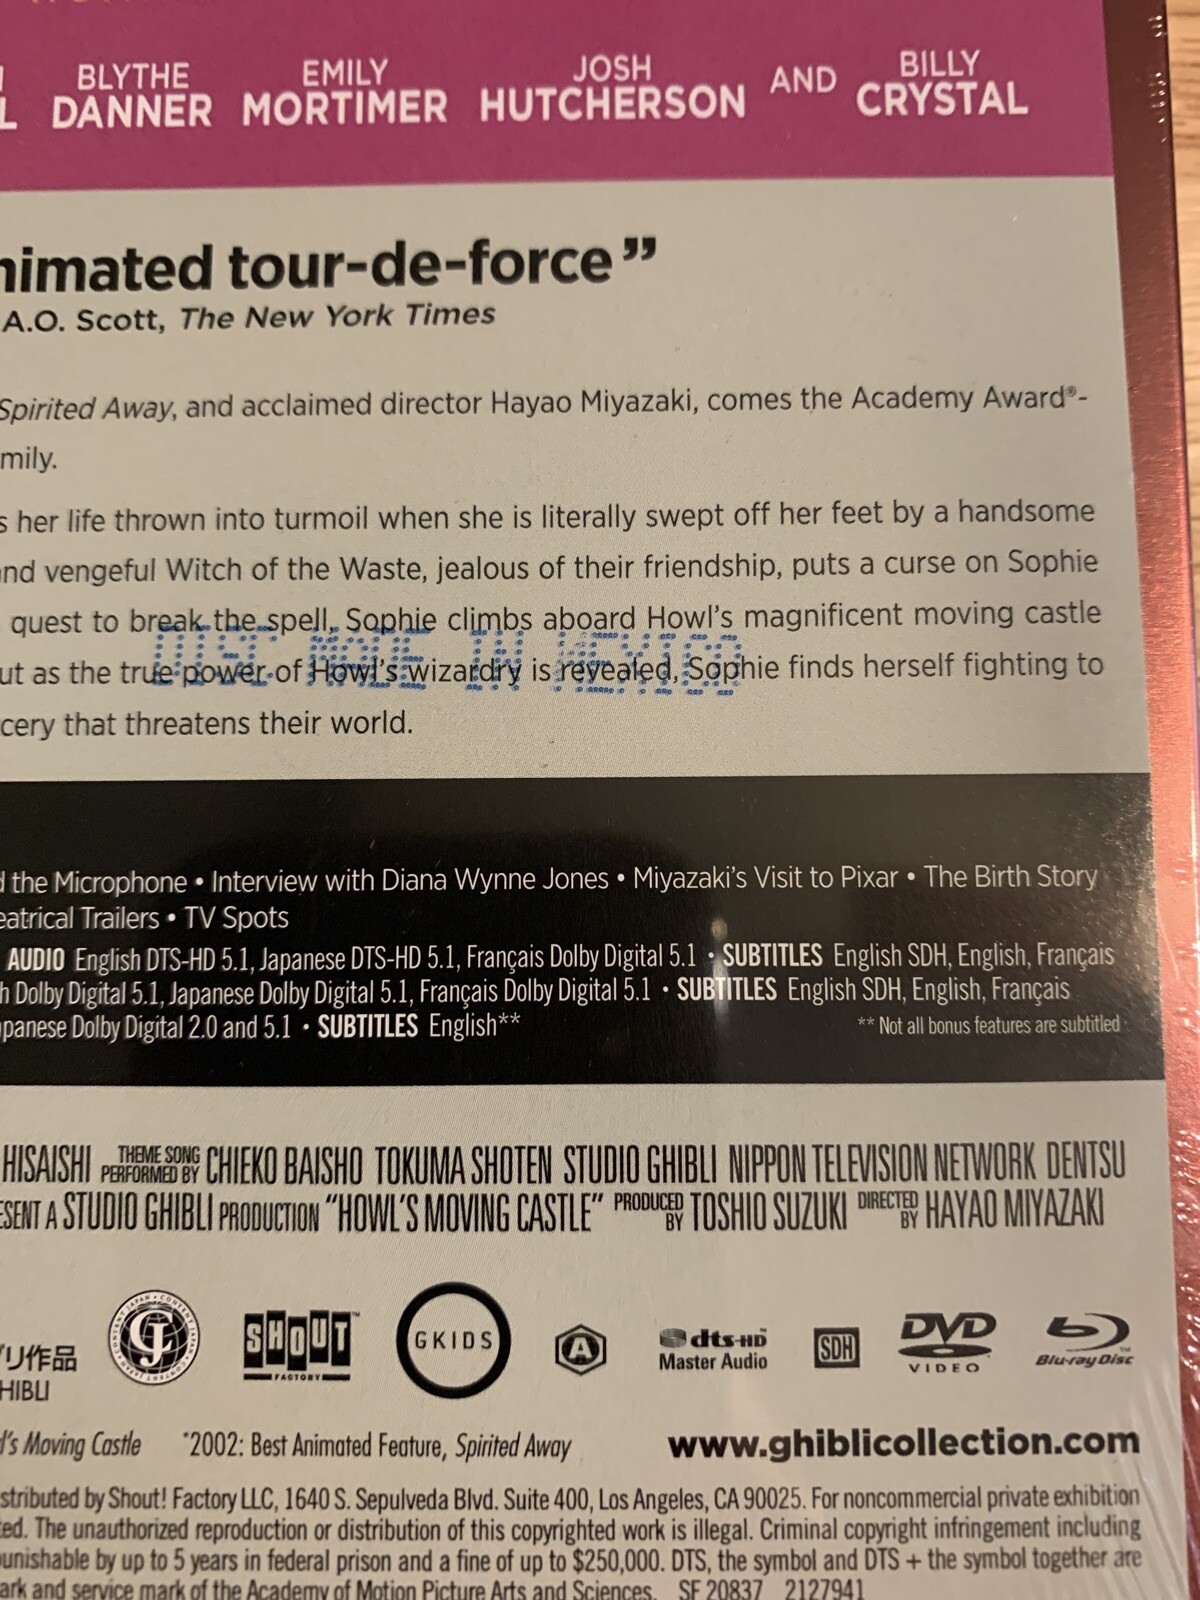 BLYTHE DANNER EMILY MORTIMER JOSH HUTCHERSON AND BILLY CRYSTAL
nimated tour-de-force”
A.O. Scott, The New York Times
Spirited Away, and acclaimed director Hayao Miyazaki, comes the Academy Award®-
mily.
s her life thrown into turmoil when she is literally swept off her feet by a handsome
nd vengeful Witch of the Waste, jealous of their friendship, puts a curse on Sophie
quest to break the spell, Sophie climbs aboard Howl’s magnificent moving castle
DISC MADE IN MEXICO
ut as the true power of Howl’s wizardry is revealed, Sophie finds herself fighting to
cery that threatens their world.
d the Microphone • Interview with Diana Wynne Jones • Miyazaki’s Visit to Pixar • The Birth Story
eatrical Trailers • TV Spots
AUDIO English DTS-HD 5.1, Japanese DTS-HD 5.1, Français Dolby Digital 5.1 • SUBTITLES English SDH, English, Français
h Dolby Digital 5.1, Japanese Dolby Digital 5.1, Français Dolby Digital 5.1 • SUBTITLES English SDH, English, Français
panese Dolby Digital 2.0 and 5.1 • SUBTITLES English** ** Not all bonus features are subtitled
HISAISHI THEME SONG PERFORMED BY CHIEKO BAISHO TOKUMA SHOTEN STUDIO GHIBLI NIPPON TELEVISION NETWORK DENTSU
ESENT A STUDIO GHIBLI PRODUCTION “HOWL’S MOVING CASTLE” PRODUCED BY TOSHIO SUZUKI DIRECTED BY HAYAO MIYAZAKI
リ作品
HIBLI
CJ
SHOUT™ FACTORY
GKIDS
A
dts-HD Master Audio
SDH
DVD VIDEO
Blu-ray Disc™
l’s Moving Castle *2002: Best Animated Feature, Spirited Away www.ghiblicollection.com
stributed by Shout! Factory LLC, 1640 S. Sepulveda Blvd. Suite 400, Los Angeles, CA 90025. For noncommercial private exhibition
ed. The unauthorized reproduction or distribution of this copyrighted work is illegal. Criminal copyright infringement including
unishable by up to 5 years in federal prison and a fine of up to $250,000. DTS, the symbol and DTS + the symbol together are
ark and service mark of the Academy of Motion Picture Arts and Sciences. SF 20837 2127941